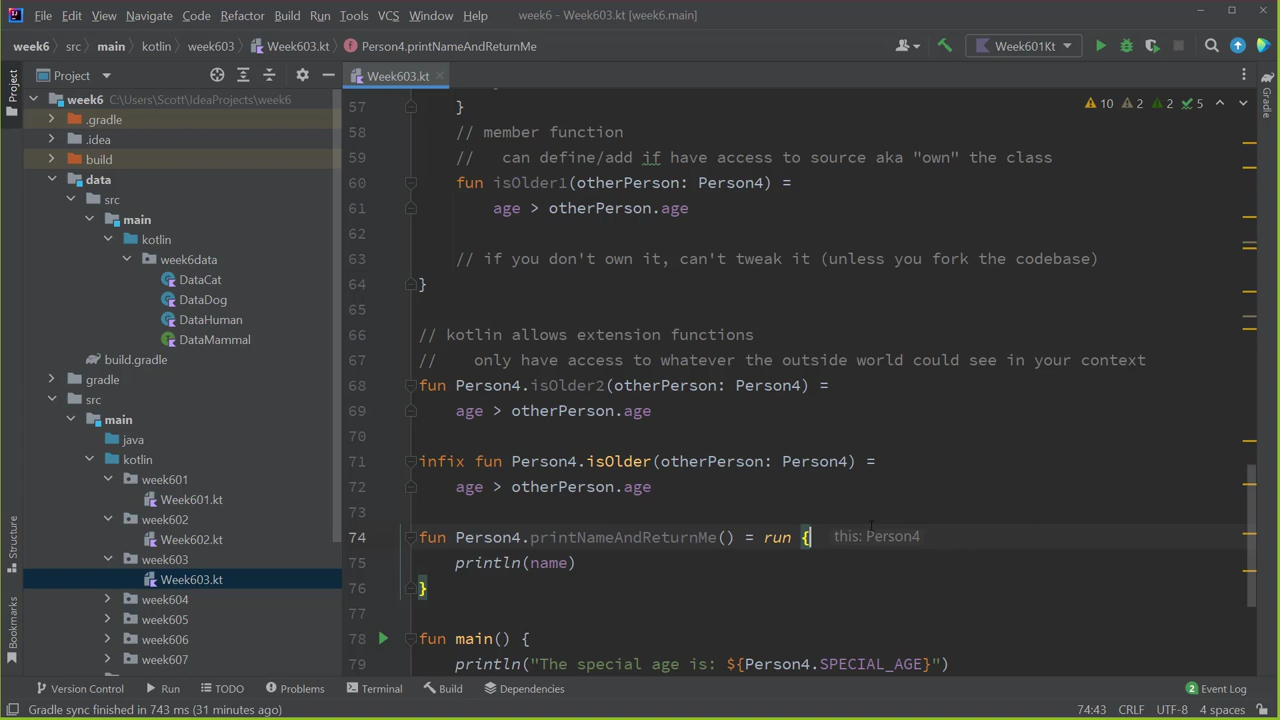 File Edit View Navigate Code Refactor Build Run Tools VCS Window Help week6 - Week603.kt [week6.main]
week6 src main kotlin week603 Week603.kt Person4.printNameAndReturnMe Week601Kt
Project Week603.kt
Project
Gradle
week6 C:\Users\Scott\IdeaProjects\week6
.gradle
.idea
build
data
src
main
kotlin
week6data
DataCat
DataDog
DataHuman
DataMammal
build.gradle
gradle
src
main
java
kotlin
week601
Week601.kt
week602
Week602.kt
week603
Week603.kt
week604
week605
week606
week607
Structure
Bookmarks
10 2 2 5
57 }
58 // member function
59 // can define/add if have access to source aka "own" the class
60 fun isOlder1(otherPerson: Person4) =
61 age > otherPerson.age
62
63 // if you don't own it, can't tweak it (unless you fork the codebase)
64 }
65
66 // kotlin allows extension functions
67 // only have access to whatever the outside world could see in your context
68 fun Person4.isOlder2(otherPerson: Person4) =
69 age > otherPerson.age
70
71 infix fun Person4.isOlder(otherPerson: Person4) =
72 age > otherPerson.age
73
74 fun Person4.printNameAndReturnMe() = run { this: Person4
75 println(name)
76 }
77
78 fun main() {
79 println("The special age is: ${Person4.SPECIAL_AGE}")
Version Control Run TODO Problems Terminal Build Dependencies 2 Event Log
Gradle sync finished in 743 ms (31 minutes ago) 74:43 CRLF UTF-8 4 spaces